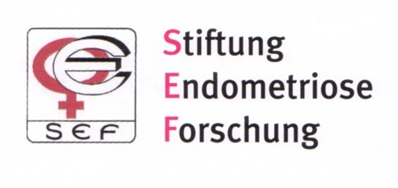 SEF
Stiftung
Endometriose
Forschung